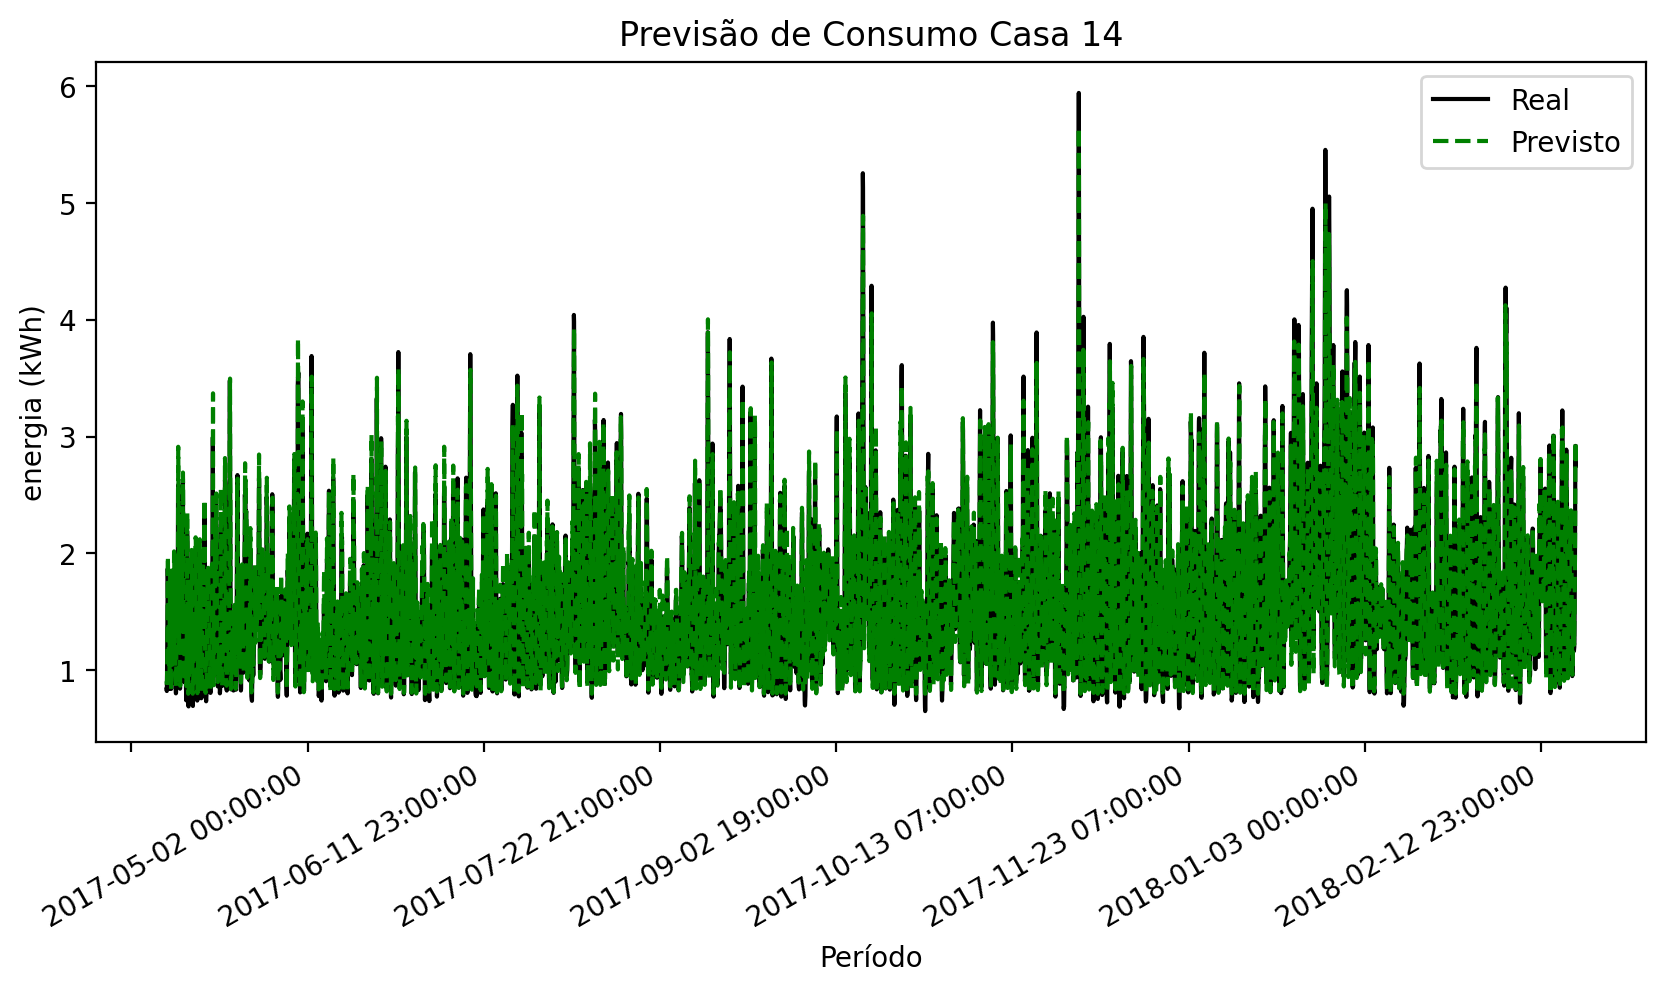 Previsão de Consumo Casa 14
Real
Previsto
6
5
4
3
2
1
energia (kWh)
2017-05-02 00:00:00
2017-06-11 23:00:00
2017-07-22 21:00:00
2017-09-02 19:00:00
2017-10-13 07:00:00
2017-11-23 07:00:00
2018-01-03 00:00:00
2018-02-12 23:00:00
Período